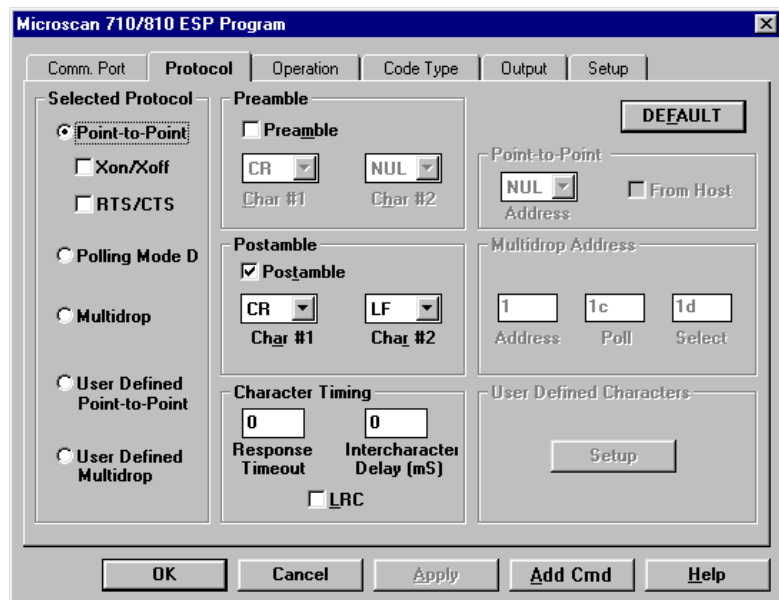 Microscan 710/810 ESP Program
Comm. Port
Protocol
Operation
Code Type
Output
Setup
Selected Protocol
Point-to-Point
Xon/Xoff
RTS/CTS
Polling Mode D
Multidrop
User Defined
Point-to-Point
User Defined
Multidrop
Preamble
Preamble
CR
NUL
Char #1
Char #2
Postamble
Postamble
CR
LF
Char #1
Char #2
Character Timing
0
0
Response
Timeout
Intercharacter
Delay (mS)
LRC
DEFAULT
Point-to-Point
NUL
From Host
Address
Multidrop Address
1
1c
1d
Address
Poll
Select
User Defined Characters
Setup
OK
Cancel
Apply
Add Cmd
Help